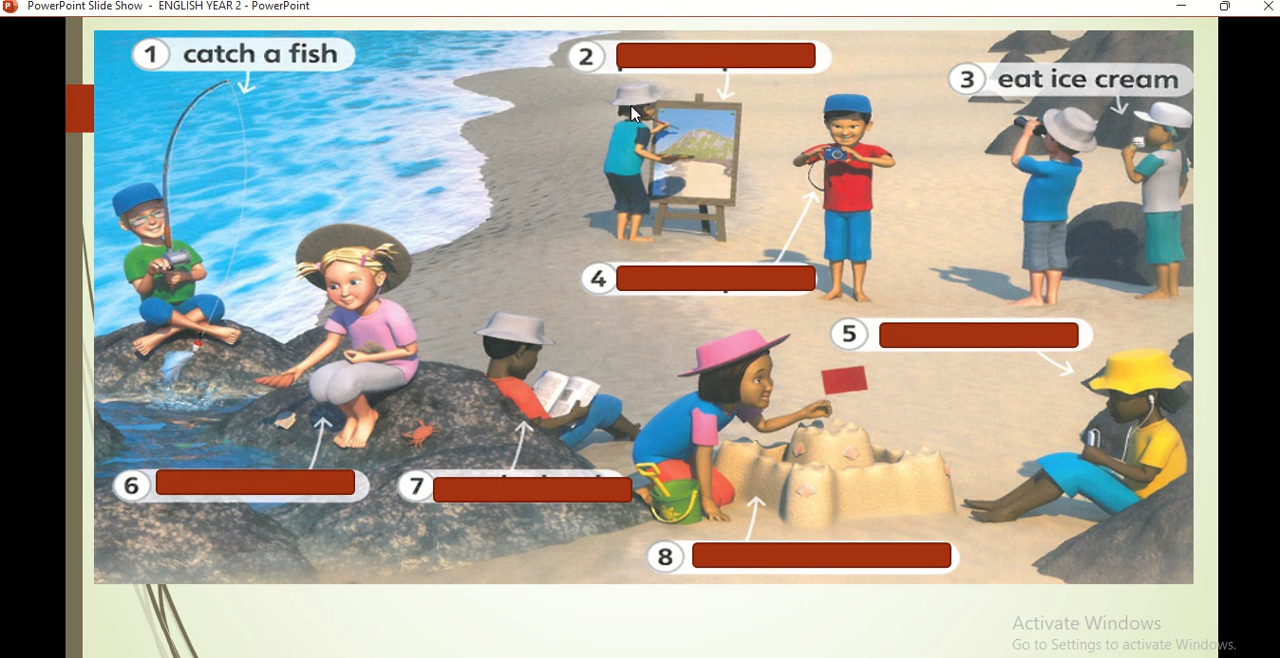 PowerPoint Slide Show - ENGLISH YEAR 2 - PowerPoint
1 catch a fish
2
3 eat ice cream
4
5
6
7
8
Activate Windows
Go to Settings to activate Windows.